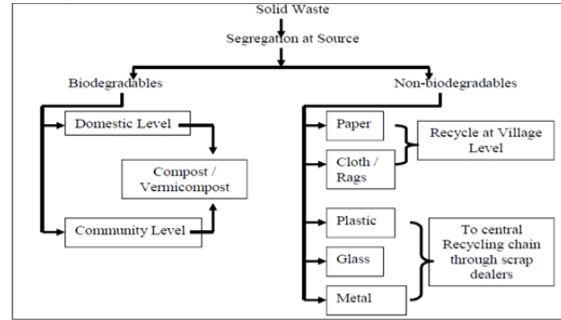 Solid Waste
Segregation at Source
Biodegradables
Non-biodegradables
Domestic Level
Compost /
Vermicompost
Community Level
Paper
Cloth /
Rags
Recycle at Village
Level
Plastic
Glass
Metal
To central
Recycling chain
through scrap
dealers